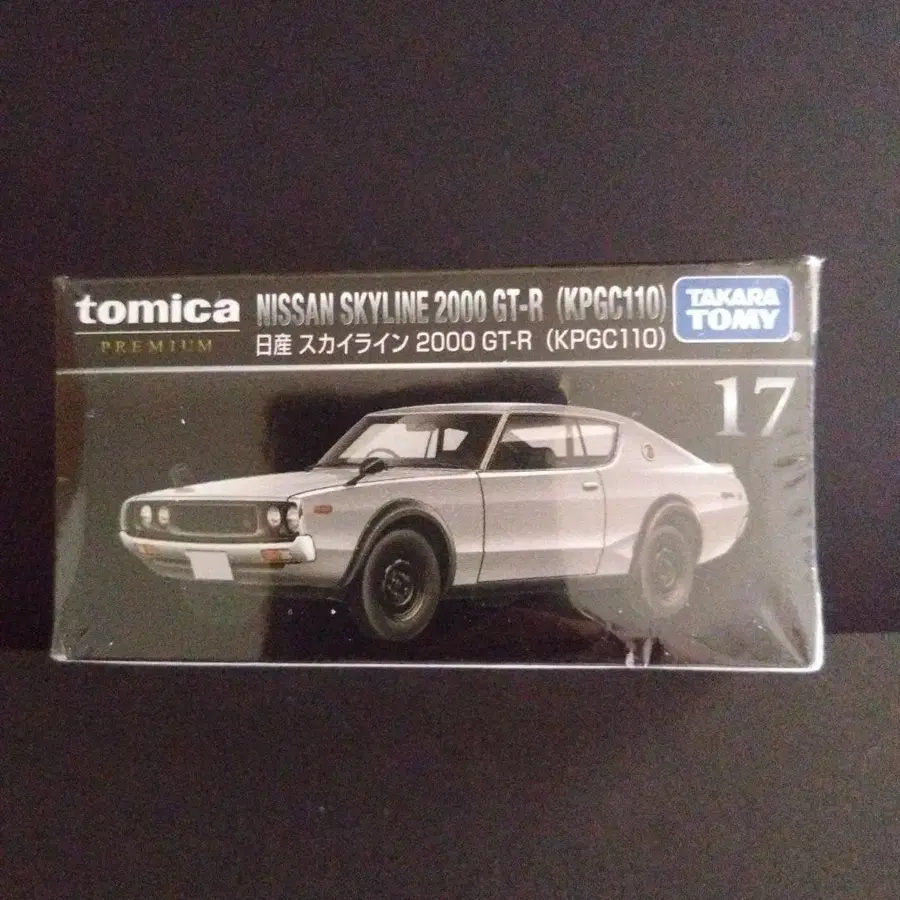 tomica
PREMIUM
NISSAN SKYLINE 2000 GT-R (KPGC110)
日産 スカイライン 2000 GT-R (KPGC110)
TAKARA
TOMY
17